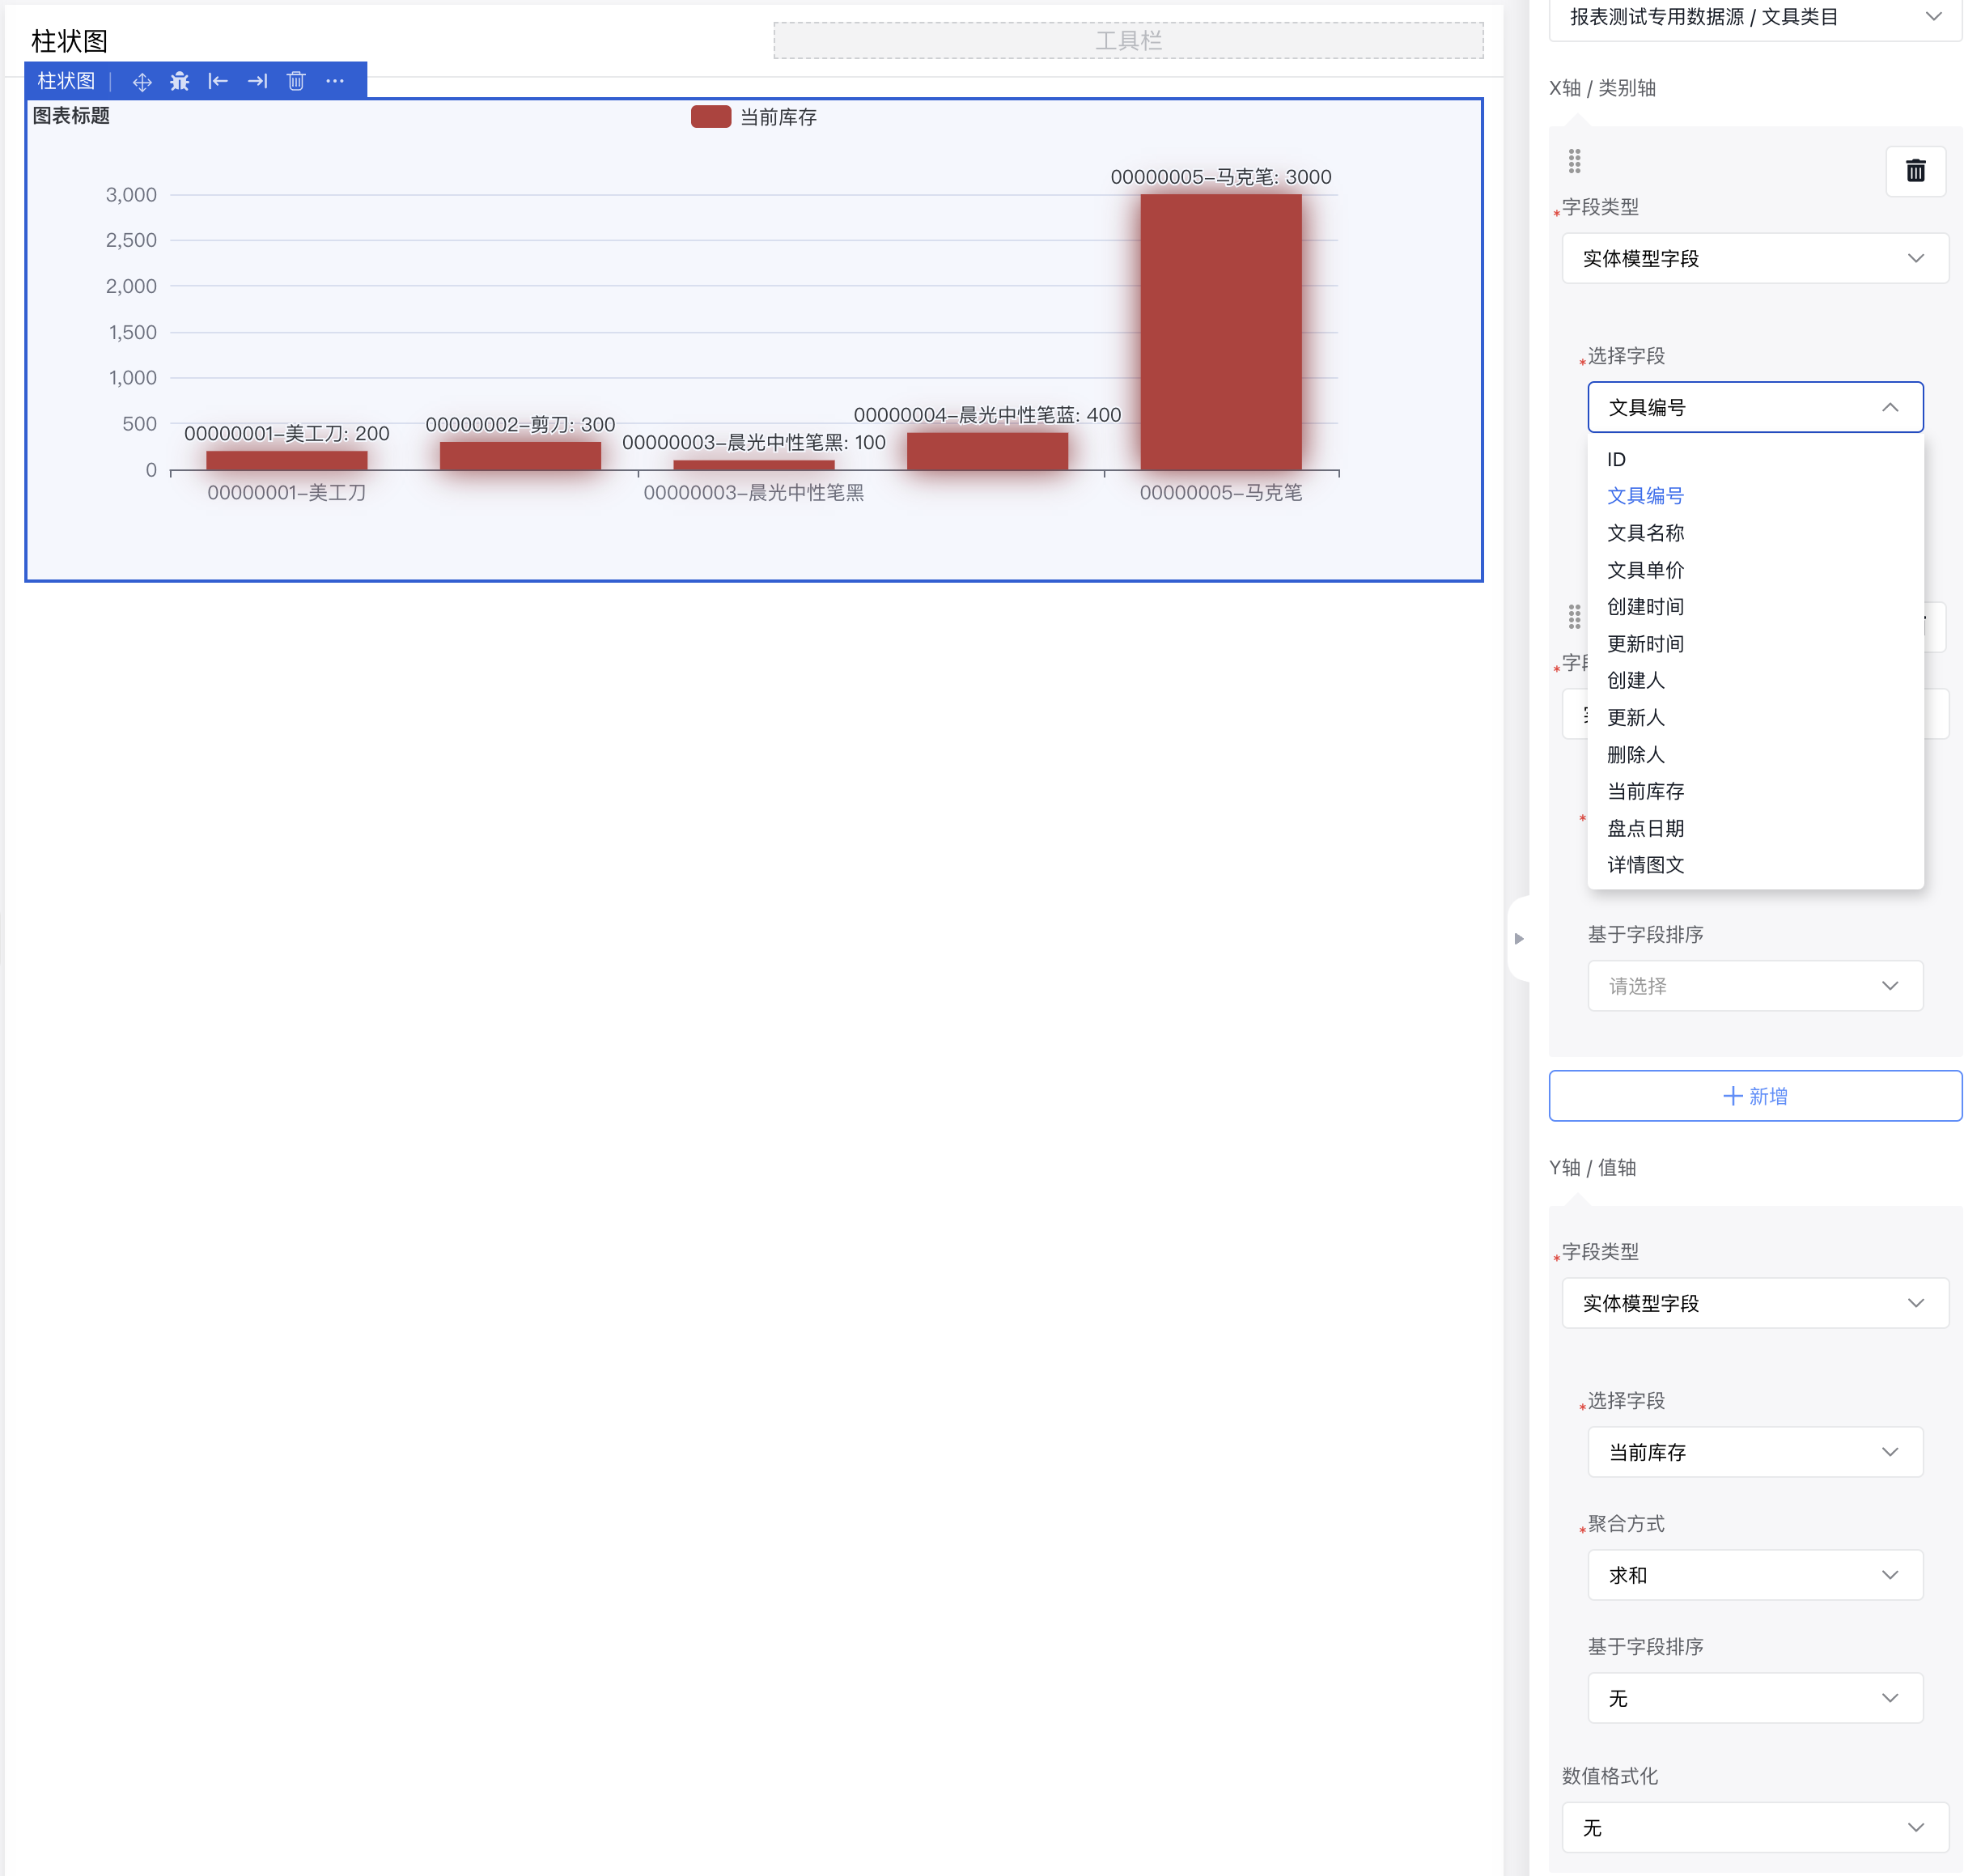 柱状图
工具栏
柱状图
图表标题
当前库存
00000005-马克笔: 3000
3,000
2,500
2,000
1,500
1,000
500
0
00000001-美工刀: 200
00000002-剪刀: 300
00000003-晨光中性笔黑: 100
00000004-晨光中性笔蓝: 400
00000001-美工刀
00000003-晨光中性笔黑
00000005-马克笔
报表测试专用数据源 / 文具类目
X轴 / 类别轴
*字段类型
实体模型字段
*选择字段
文具编号
ID
文具编号
文具名称
文具单价
创建时间
更新时间
创建人
更新人
删除人
当前库存
盘点日期
详情图文
*字
*
基于字段排序
请选择
新增
Y轴 / 值轴
*字段类型
实体模型字段
*选择字段
当前库存
*聚合方式
求和
基于字段排序
无
数值格式化
无